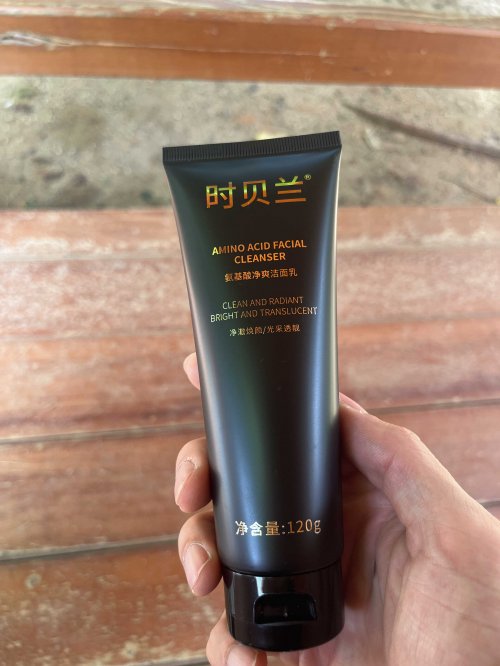 时贝兰®
AMINO ACID FACIAL
CLEANSER
氨基酸净爽洁面乳
CLEAN AND RADIANT
BRIGHT AND TRANSLUCENT
净澈焕颜/光采透靓
净含量:120g